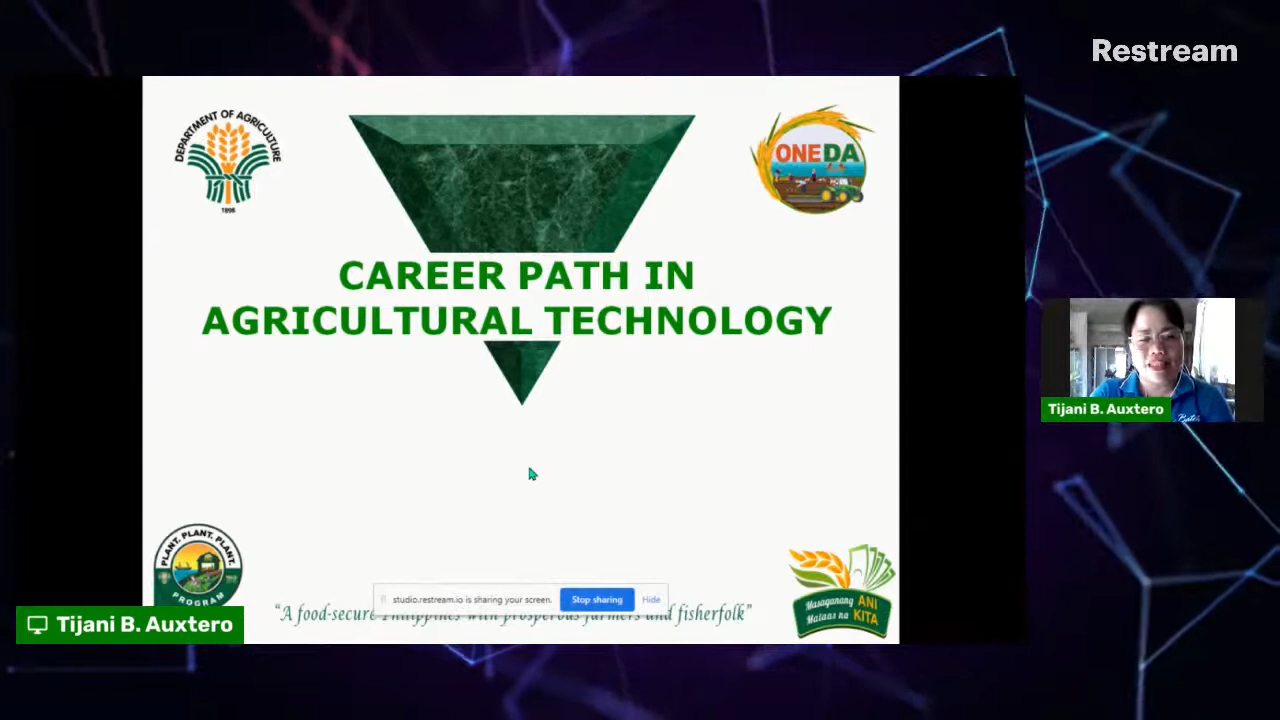 Restream
DEPARTMENT OF AGRICULTURE
1898
ONEDA
CAREER PATH IN
AGRICULTURAL TECHNOLOGY
Tijani B. Auxtero
PLANT. PLANT. PLANT.
PROGRAM
studio.restream.io is sharing your screen.
Stop sharing
Hide
"A food-secure Philippines with prosperous farmers and fisherfolk"
Masaganang ANI
Mataas na KITA
Tijani B. Auxtero